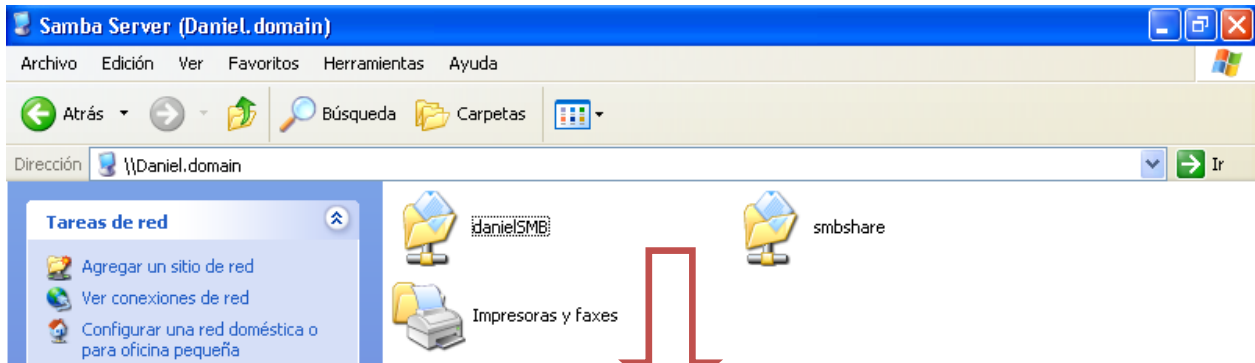 Samba Server (Daniel.domain)
Archivo Edición Ver Favoritos Herramientas Ayuda
Atrás Búsqueda Carpetas
Dirección \\Daniel.domain Ir
Tareas de red
Agregar un sitio de red
Ver conexiones de red
Configurar una red doméstica o
para oficina pequeña
danielSMB
smbshare
Impresoras y faxes